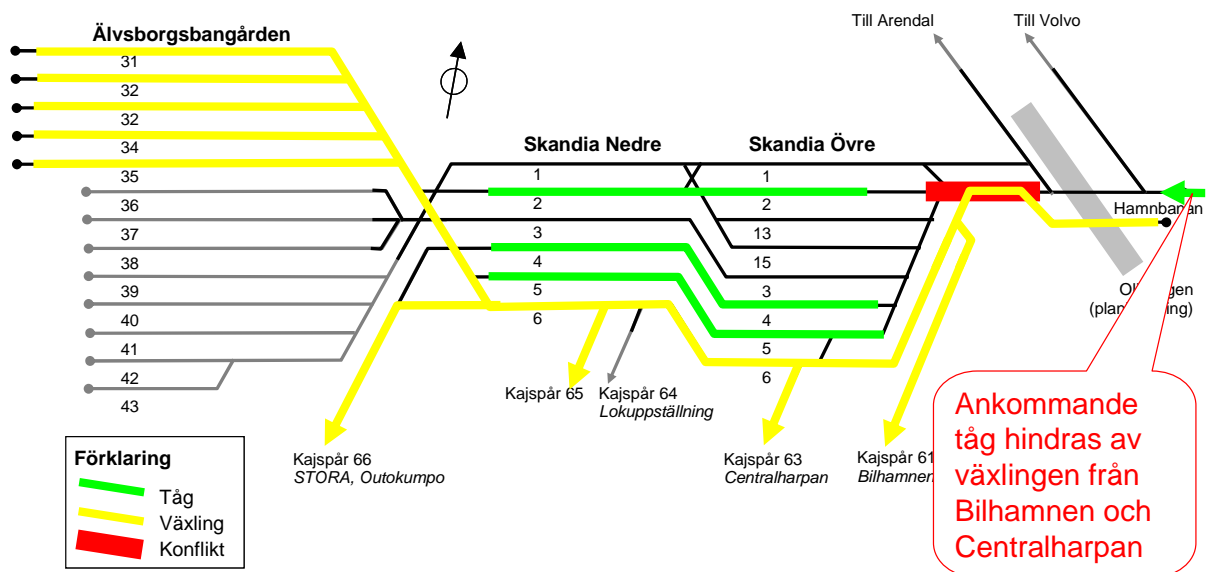 Till Arendal
Till Volvo
Älvsborgsbangården
31
32
32
34
35
36
37
38
39
40
41
42
43
Skandia Nedre
Skandia Övre
1
2
3
4
5
6
1
2
13
15
3
4
5
6
Hamnbanan
(plan
Kajspår 65
Kajspår 64
Lokuppställning
Kajspår 66
STORA, Outokumpo
Kajspår 63
Centralharpan
Kajspår 61
Bilhamnen
Ankommande
tåg hindras av
växlingen från
Bilhamnen och
Centralharpan
Förklaring
Tåg
Växling
Konflikt